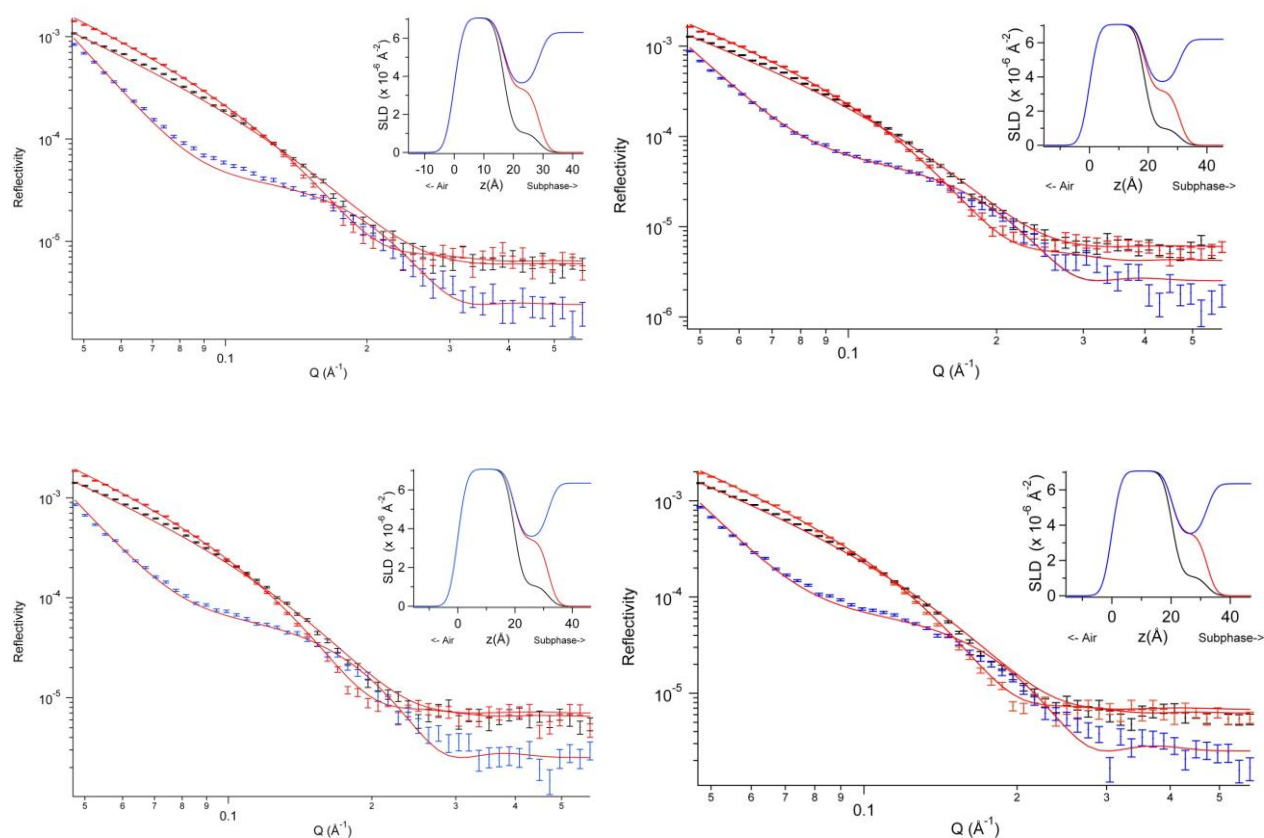 10⁻³
10⁻⁴
10⁻⁵
Reflectivity
5 6 7 8 9 0.1 2 3 4 5
Q (Å⁻¹)
6
4
2
0
SLD (x 10⁻⁶ Å⁻²)
-10 0 10 20 30 40
<- Air z(Å) Subphase->
10⁻³
10⁻⁴
10⁻⁵
10⁻⁶
Reflectivity
5 6 7 8 9 0.1 2 3 4 5
Q (Å⁻¹)
6
4
2
0
SLD (x 10⁻⁶ Å⁻²)
0 20 40
<- Air z(Å) Subphase->
10⁻³
10⁻⁴
10⁻⁵
Reflectivity
5 6 7 8 9 0.1 2 3 4 5
Q (Å⁻¹)
6
4
2
0
SLD (x 10⁻⁶ Å⁻²)
0 20 40
<- Air z(Å) Subphase->
10⁻³
10⁻⁴
10⁻⁵
Reflectivity
5 6 7 8 9 0.1 2 3 4 5
Q (Å⁻¹)
6
4
2
0
SLD (x 10⁻⁶ Å⁻²)
0 20 40
<- Air z(Å) Subphase->